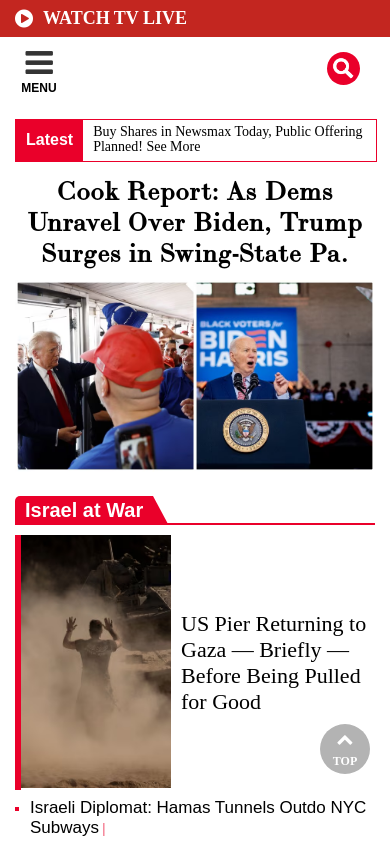 WATCH TV LIVE
MENU
Latest
Buy Shares in Newsmax Today, Public Offering
Planned! See More
Cook Report: As Dems
Unravel Over Biden, Trump
Surges in Swing-State Pa.
BLACK VOTERS for
BIDEN
HARRIS
Israel at War
US Pier Returning to
Gaza — Briefly —
Before Being Pulled
for Good
TOP
Israeli Diplomat: Hamas Tunnels Outdo NYC
Subways |